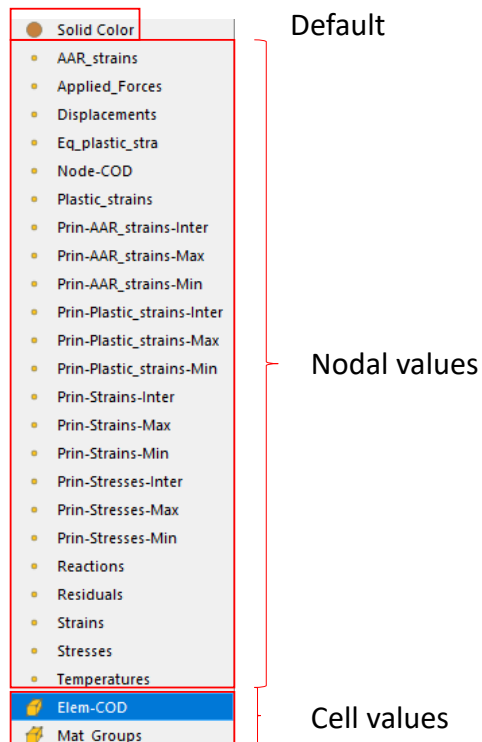 Solid Color
Default
AAR_strains
Applied_Forces
Displacements
Eq_plastic_stra
Node-COD
Plastic_strains
Prin-AAR_strains-Inter
Prin-AAR_strains-Max
Prin-AAR_strains-Min
Prin-Plastic_strains-Inter
Prin-Plastic_strains-Max
Prin-Plastic_strains-Min
Prin-Strains-Inter
Prin-Strains-Max
Prin-Strains-Min
Prin-Stresses-Inter
Prin-Stresses-Max
Prin-Stresses-Min
Reactions
Residuals
Strains
Stresses
Temperatures
Nodal values
Elem-COD
Mat_Groups
Cell values